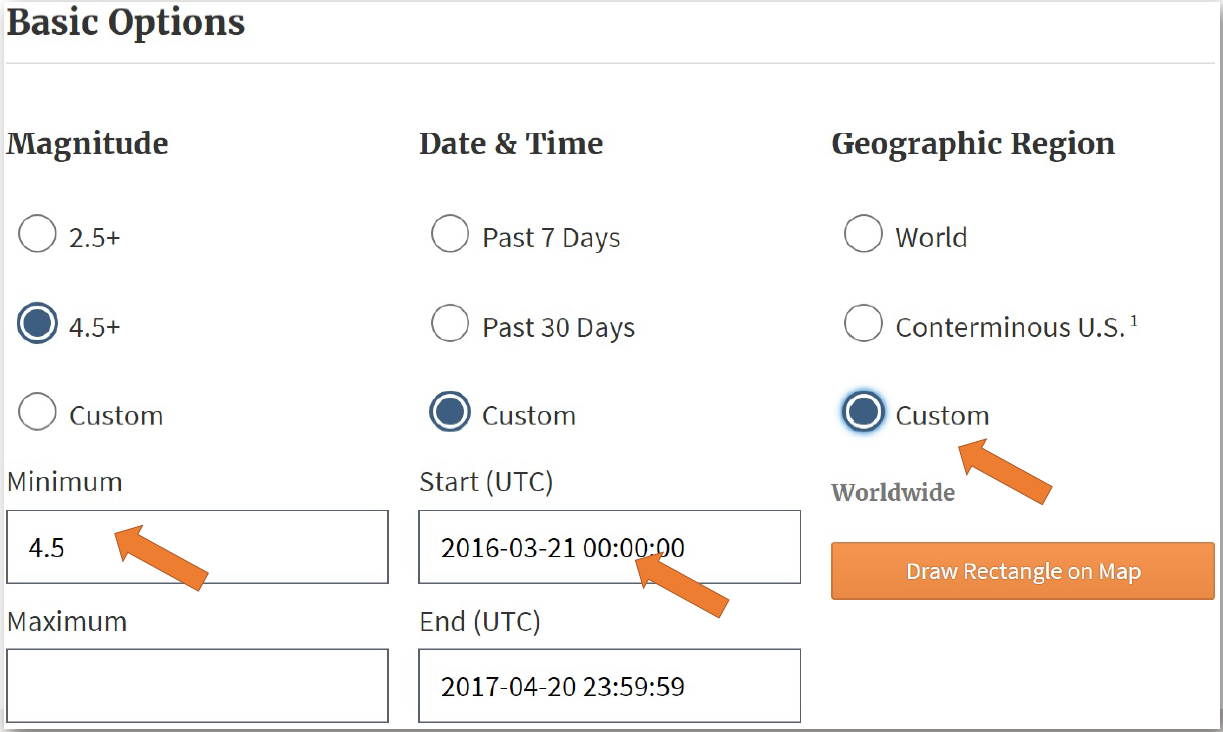 Basic Options
Magnitude
2.5+
4.5+
Custom
Minimum
4.5
Maximum
Date & Time
Past 7 Days
Past 30 Days
Custom
Start (UTC)
2016-03-21 00:00:00
End (UTC)
2017-04-20 23:59:59
Geographic Region
World
Conterminous U.S.¹
Custom
Worldwide
Draw Rectangle on Map